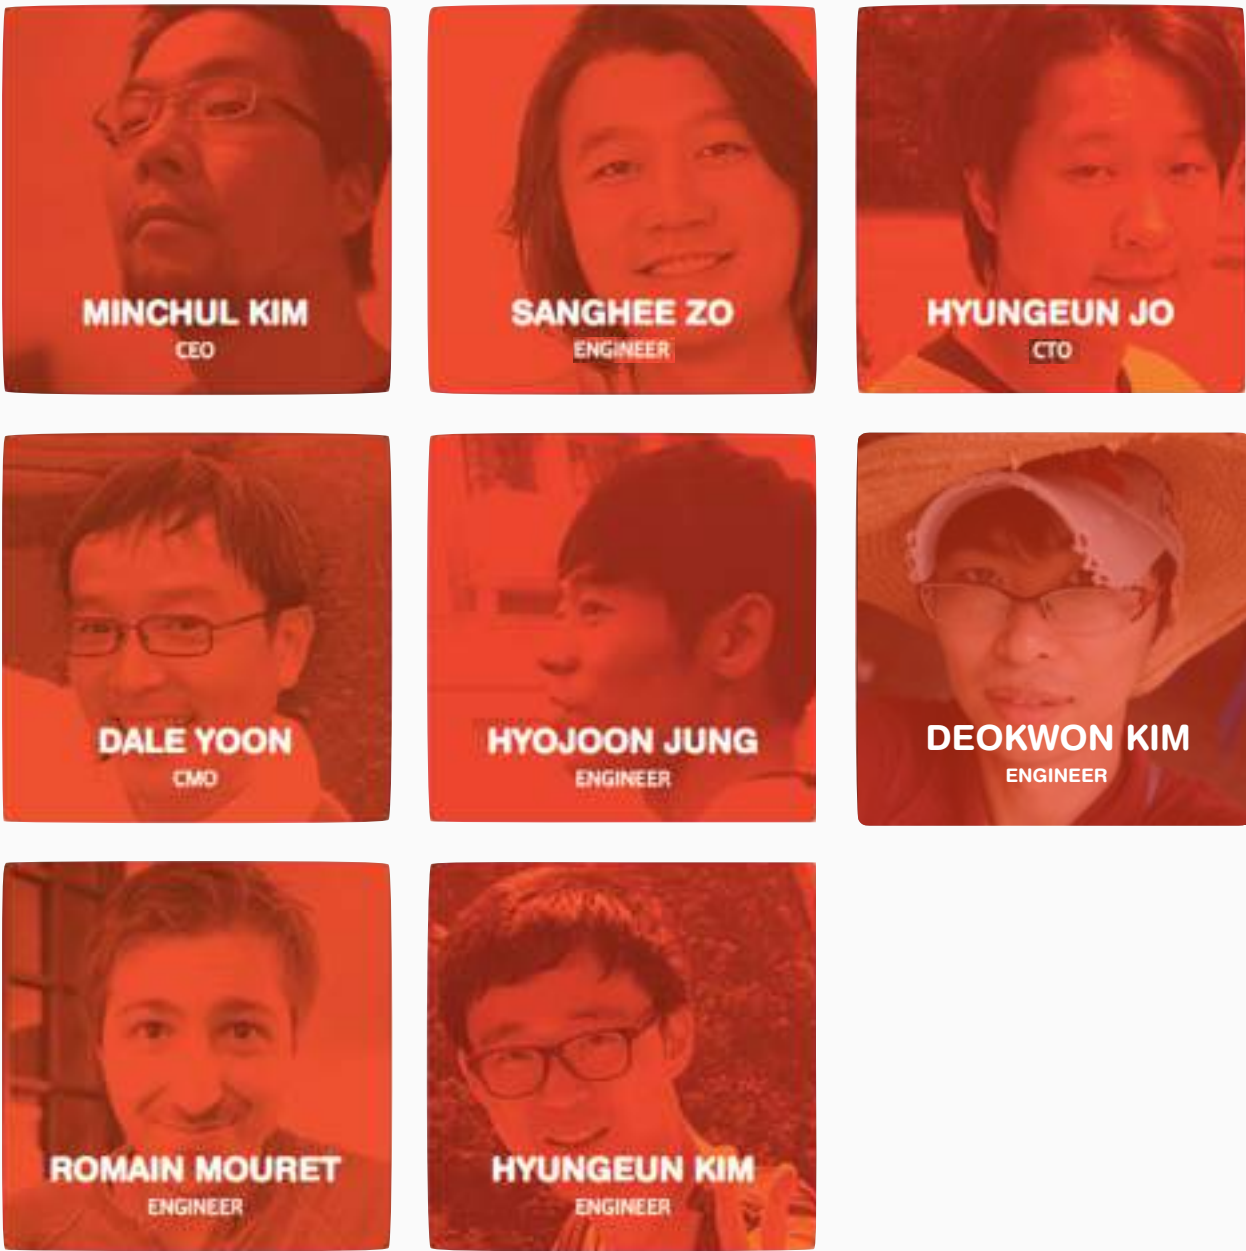 MINCHUL KIM
CEO
SANGHEE ZO
ENGINEER
HYUNGEUN JO
CTO
DALE YOON
CMO
HYOJOON JUNG
ENGINEER
DEOKWON KIM
ENGINEER
ROMAIN MOURET
ENGINEER
HYUNGEUN KIM
ENGINEER